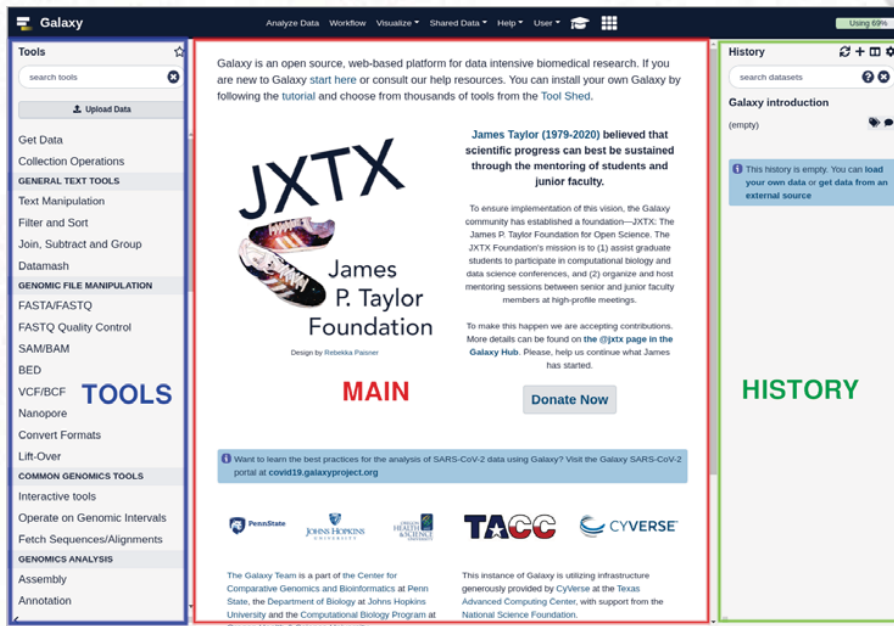 Galaxy
Analyze Data Workflow Visualize Shared Data Help User
Using 69%
Tools
search tools
Upload Data
Get Data
Collection Operations
GENERAL TEXT TOOLS
Text Manipulation
Filter and Sort
Join, Subtract and Group
Datamash
GENOMIC FILE MANIPULATION
FASTA/FASTQ
FASTQ Quality Control
SAM/BAM
BED
VCF/BCF
Nanopore
Convert Formats
Lift-Over
COMMON GENOMICS TOOLS
Interactive tools
Operate on Genomic Intervals
Fetch Sequences/Alignments
GENOMICS ANALYSIS
Assembly
Annotation
TOOLS
Galaxy is an open source, web-based platform for data intensive biomedical research. If you
are new to Galaxy start here or consult our help resources. You can install your own Galaxy by
following the tutorial and choose from thousands of tools from the Tool Shed.
JXTX
James
P. Taylor
Foundation
Design by Rebekka Paisner
MAIN
James Taylor (1979-2020) believed that
scientific progress can best be sustained
through the mentoring of students and
junior faculty.
To ensure implementation of this vision, the Galaxy
community has established a foundation—JXTX: The
James P. Taylor Foundation for Open Science. The
JXTX Foundation's mission is to (1) assist graduate
students to participate in computational biology and
data science conferences, and (2) organize and host
mentoring sessions between senior and junior faculty
members at high-profile meetings.
To make this happen we are accepting contributions.
More details can be found on the @jxtx page in the
Galaxy Hub. Please, help us continue what James
has started.
Donate Now
Want to learn the best practices for the analysis of SARS-CoV-2 data using Galaxy? Visit the Galaxy SARS-CoV-2
portal at covid19.galaxyproject.org
PennState
JOHNS HOPKINS
UNIVERSITY
OREGON
HEALTH
&SCIENCE
UNIVERSITY
TACC
CYVERSE
The Galaxy Team is a part of the Center for
Comparative Genomics and Bioinformatics at Penn
State, the Department of Biology at Johns Hopkins
University and the Computational Biology Program at
This instance of Galaxy is utilizing infrastructure
generously provided by CyVerse at the Texas
Advanced Computing Center, with support from the
National Science Foundation.
History
search datasets
Galaxy introduction
(empty)
This history is empty. You can load
your own data or get data from an
external source
HISTORY